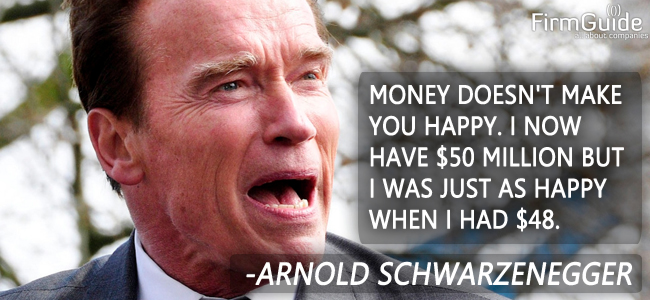 FirmGuide
about companies
MONEY DOESN'T MAKE
YOU HAPPY. I NOW
HAVE $50 MILLION BUT
I WAS JUST AS HAPPY
WHEN I HAD $48.
-ARNOLD SCHWARZENEGGER